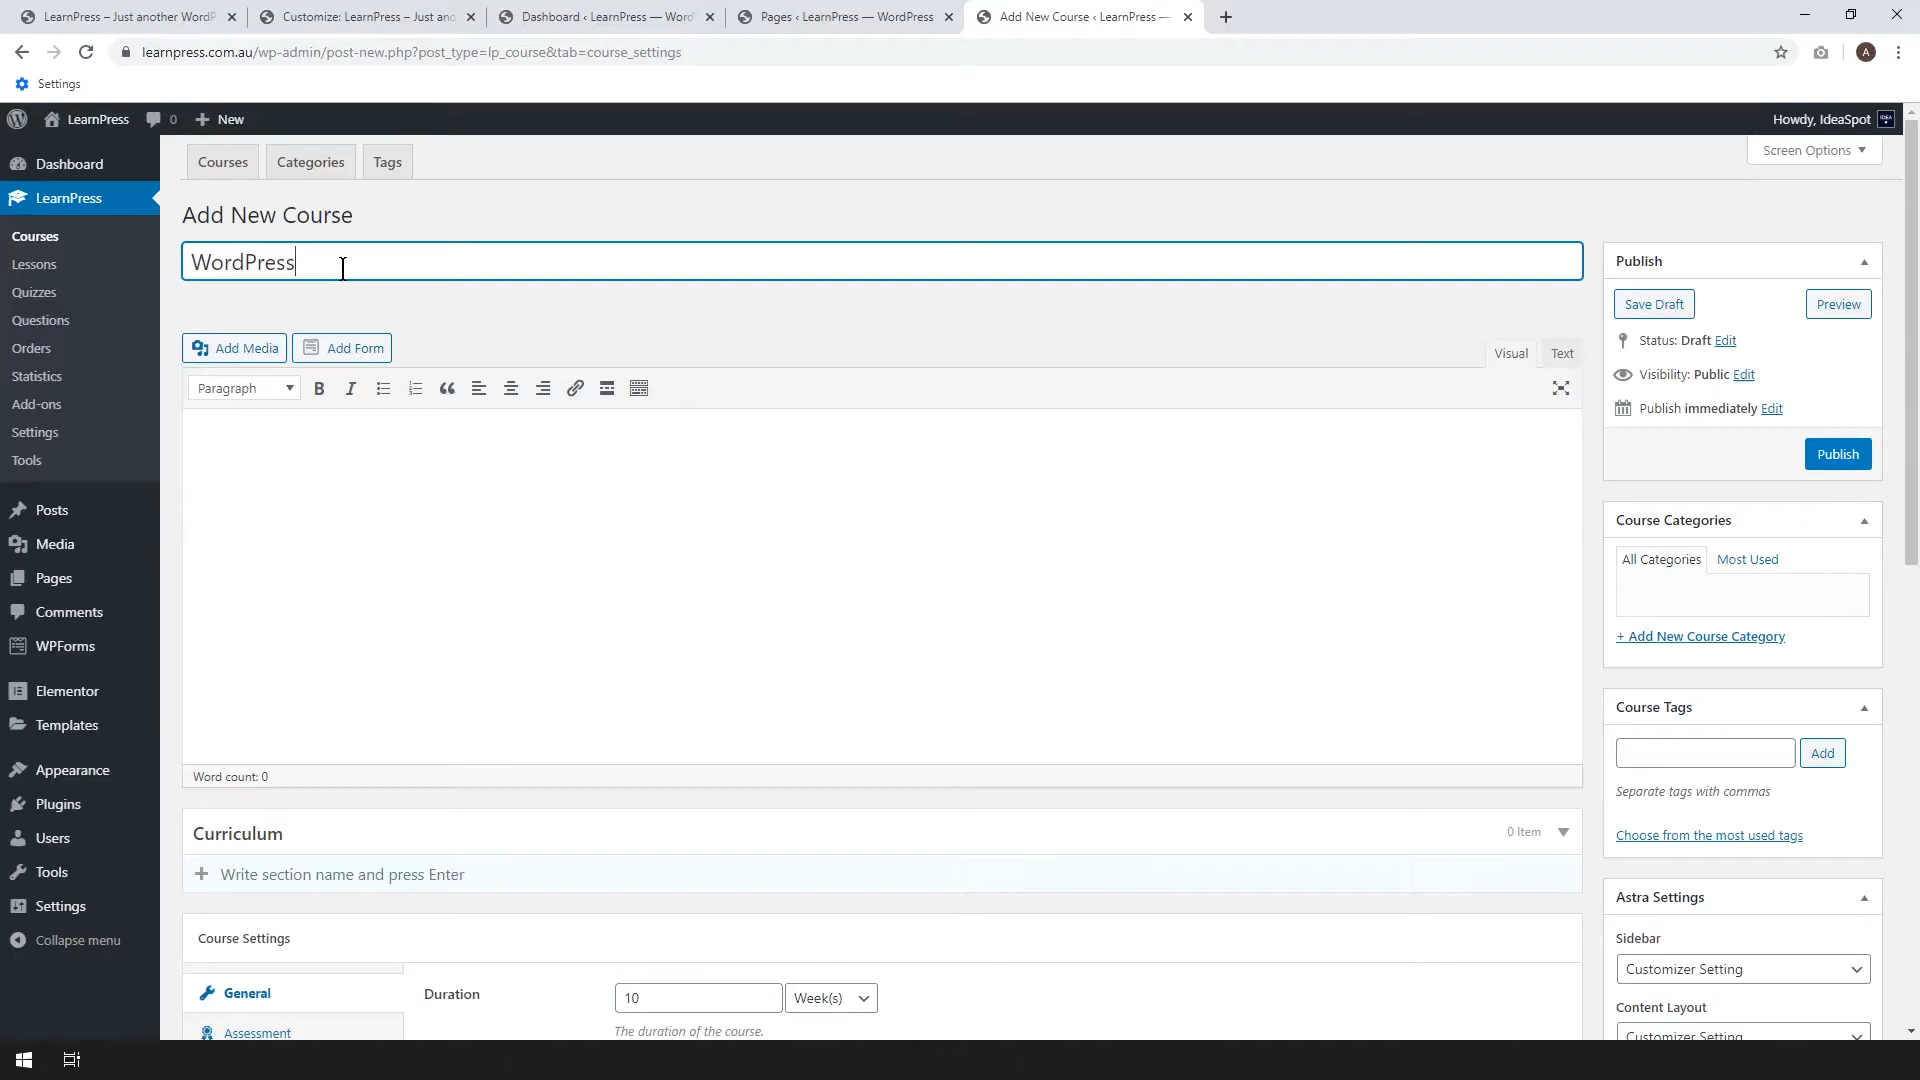 LearnPress – Just another WordP
Customize: LearnPress – Just ano
Dashboard ‹ LearnPress — Word
Pages ‹ LearnPress — WordPress
Add New Course ‹ LearnPress —
learnpress.com.au/wp-admin/post-new.php?post_type=lp_course&tab=course_settings
A
Settings
LearnPress
0
New
Howdy, IdeaSpot
Dashboard
LearnPress
Courses
Lessons
Quizzes
Questions
Orders
Statistics
Add-ons
Settings
Tools
Posts
Media
Pages
Comments
WPForms
Elementor
Templates
Appearance
Plugins
Users
Tools
Settings
Collapse menu
Courses
Categories
Tags
Screen Options
Add New Course
WordPress
Add Media
Add Form
Visual
Text
Paragraph
B
I
Word count: 0
Curriculum
0 Item
+ Write section name and press Enter
Course Settings
General
Assessment
Duration
10
Week(s)
The duration of the course.
Publish
Save Draft
Preview
Status: Draft Edit
Visibility: Public Edit
Publish immediately Edit
Publish
Course Categories
All Categories
Most Used
+ Add New Course Category
Course Tags
Add
Separate tags with commas
Choose from the most used tags
Astra Settings
Sidebar
Customizer Setting
Content Layout
Customizer Setting